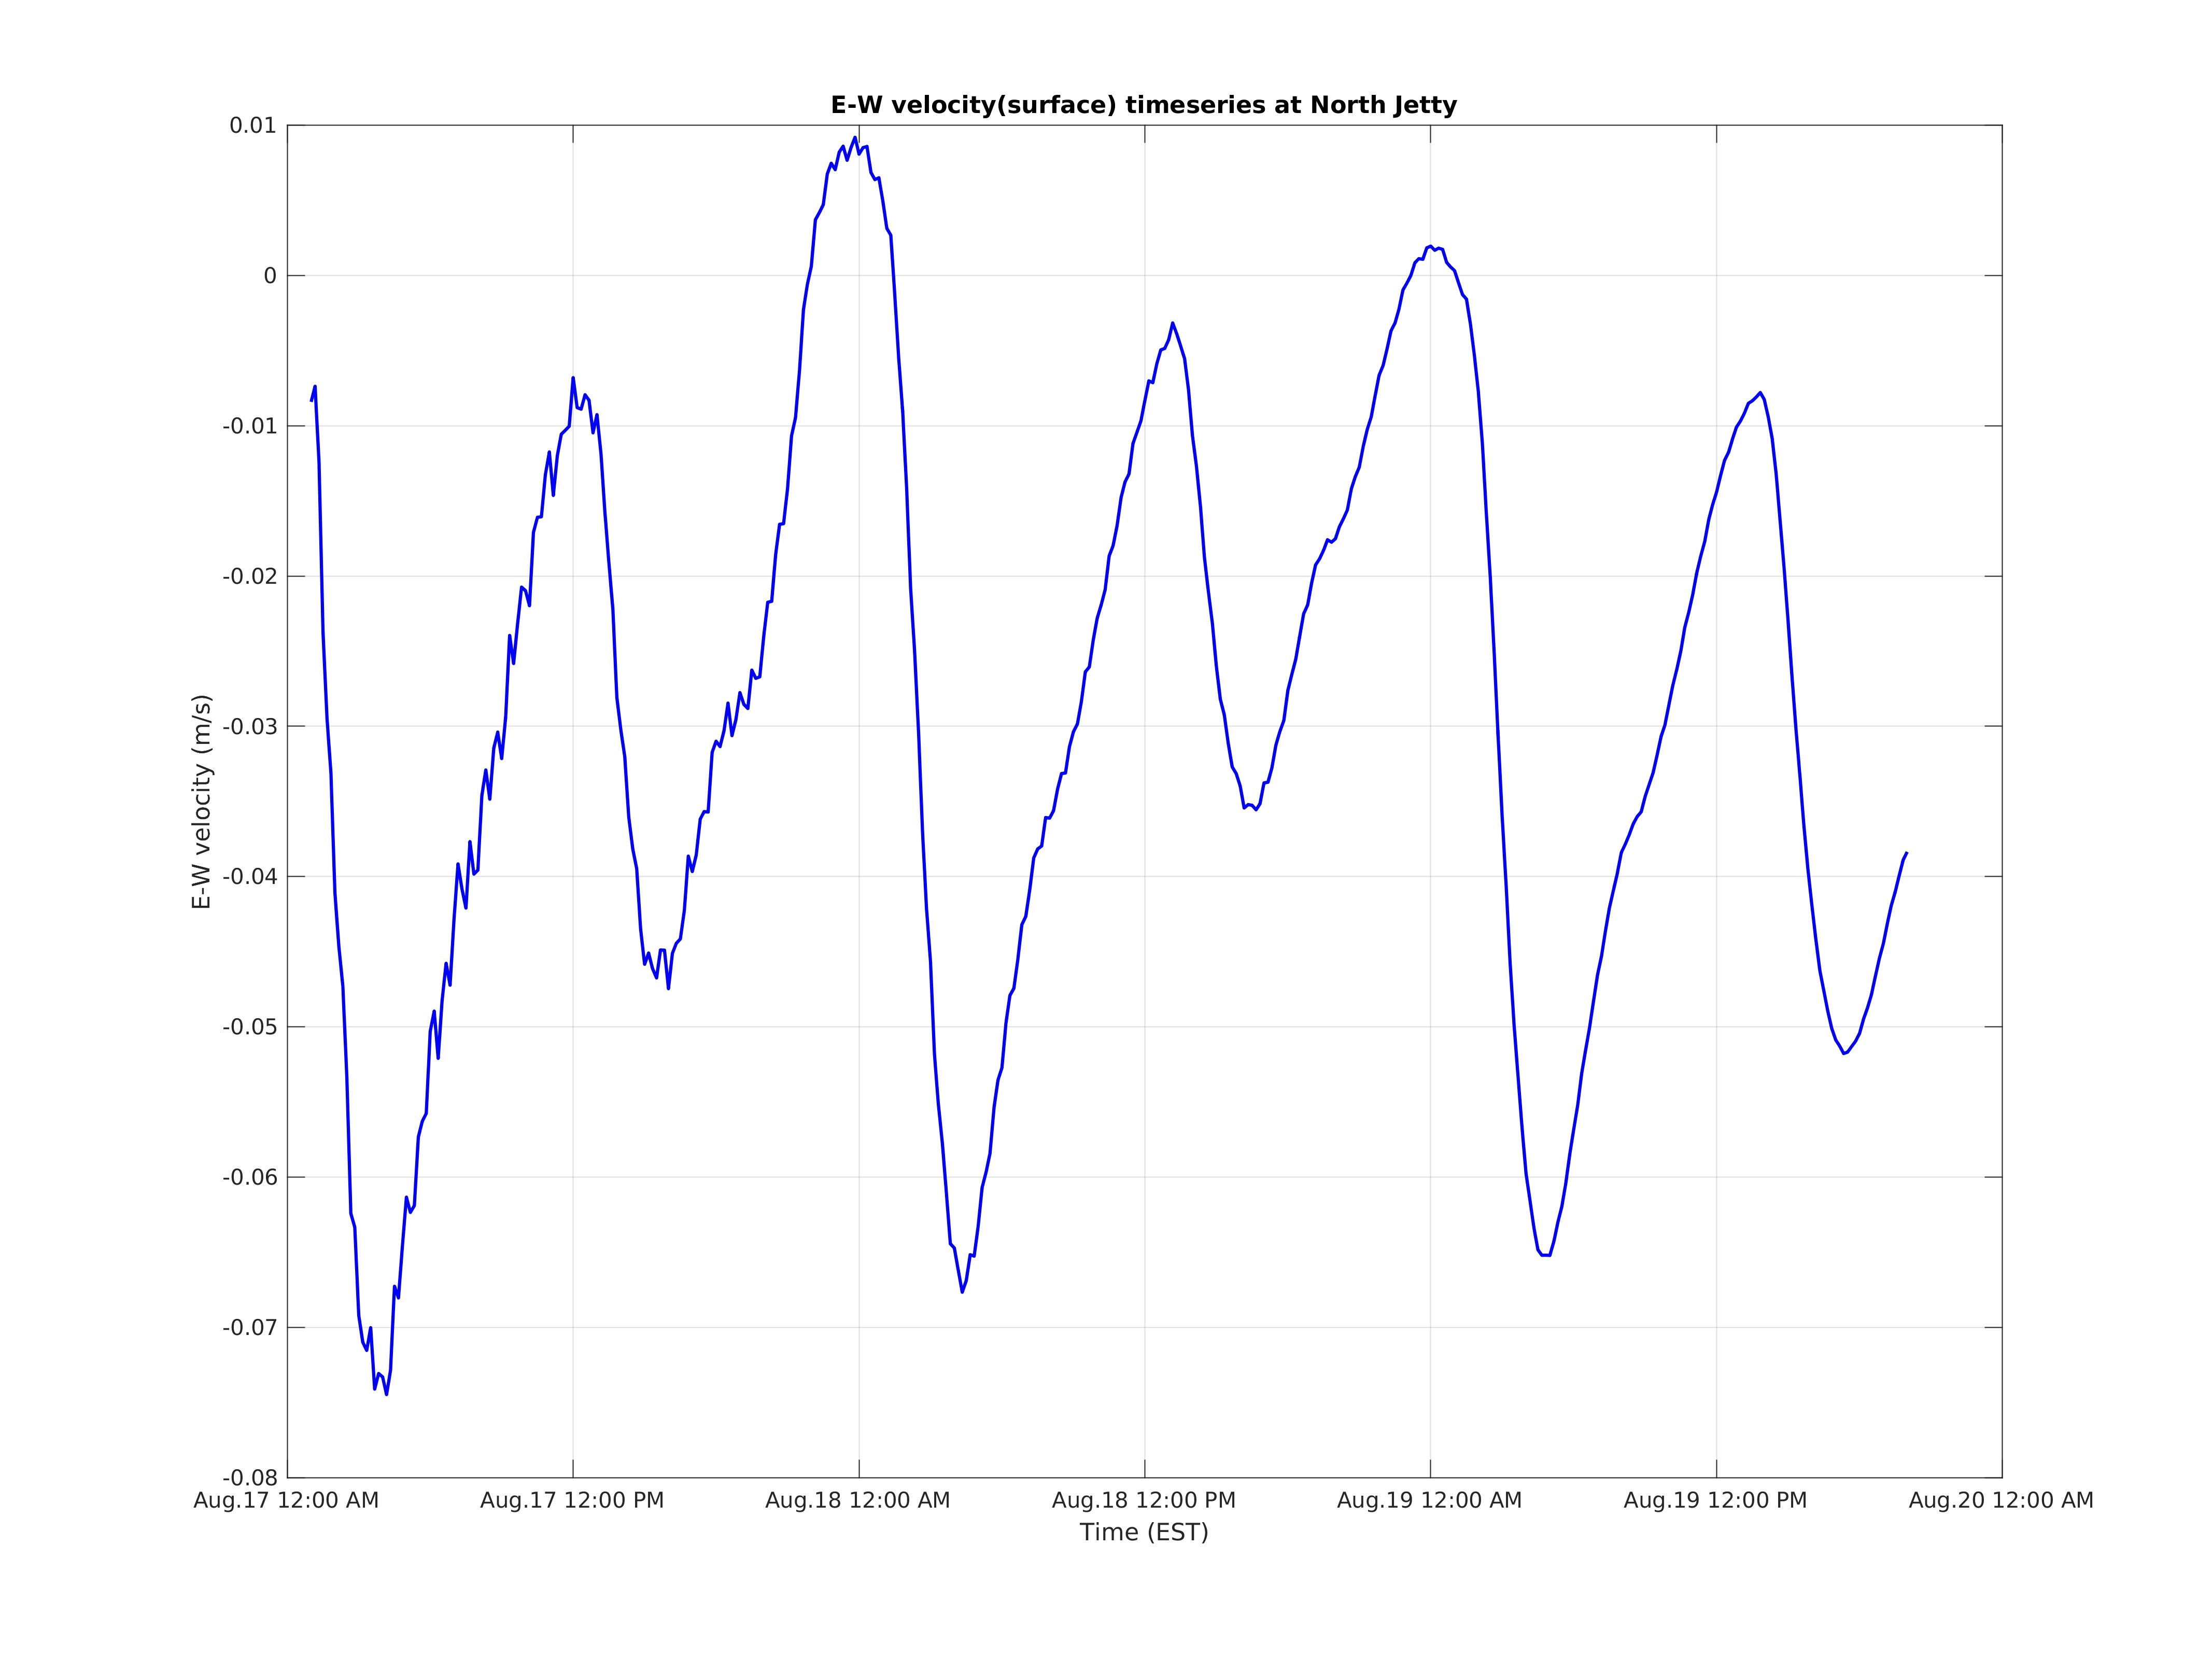 E-W velocity(surface) timeseries at North Jetty
0.01
0
-0.01
-0.02
-0.03
-0.04
-0.05
-0.06
-0.07
-0.08
E-W velocity (m/s)
Aug.17 12:00 AM Aug.17 12:00 PM Aug.18 12:00 AM Aug.18 12:00 PM Aug.19 12:00 AM Aug.19 12:00 PM Aug.20 12:00 AM
Time (EST)